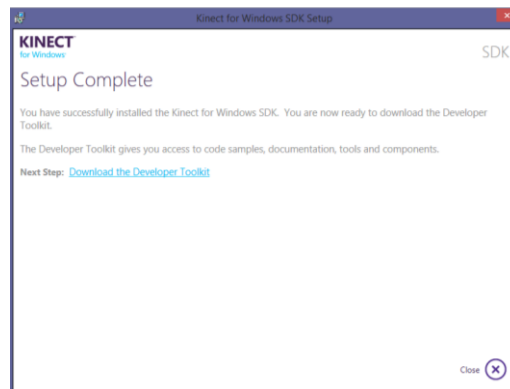 Kinect for Windows SDK Setup
KINECT
for Windows
SDK
Setup Complete
You have successfully installed the Kinect for Windows SDK. You are now ready to download the Developer
Toolkit.
The Developer Toolkit gives you access to code samples, documentation, tools and components.
Next Step: Download the Developer Toolkit
Close